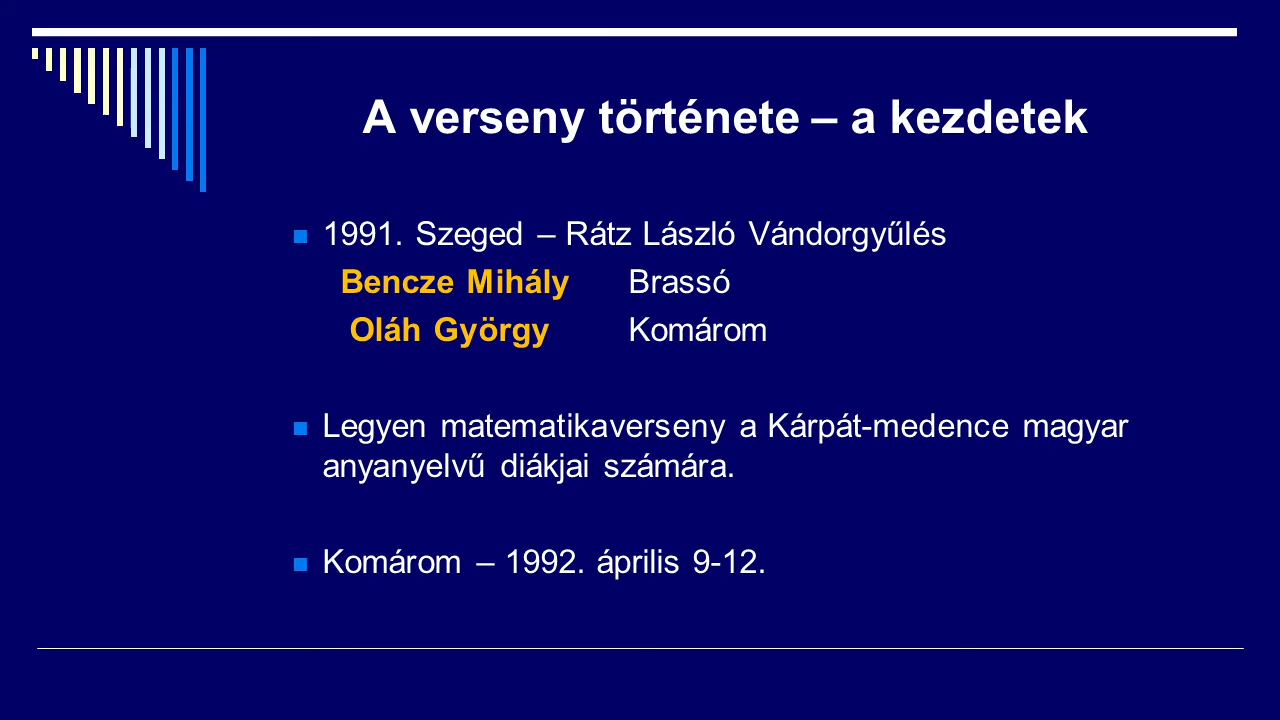 A verseny története – a kezdetek
1991. Szeged – Rátz László Vándorgyűlés
Bencze Mihály Brassó
Oláh György Komárom
Legyen matematikaverseny a Kárpát-medence magyar
anyanyelvű diákjai számára.
Komárom – 1992. április 9-12.